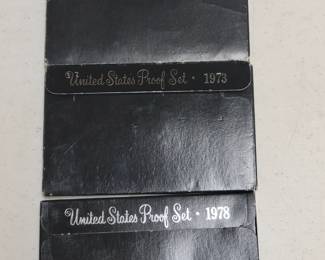 United States Proof Set · 1973
United States Proof Set · 1978